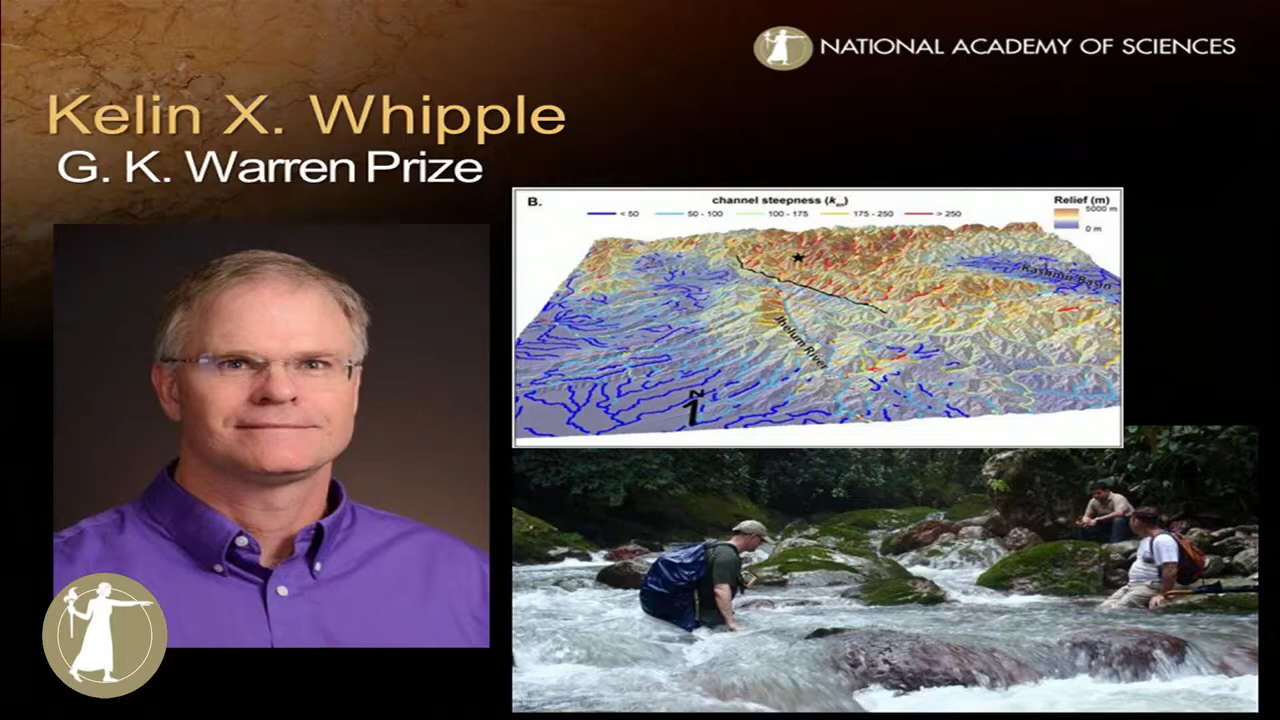 NATIONAL ACADEMY OF SCIENCES
Kelin X. Whipple
G. K. Warren Prize
B.
channel steepness (ksn)
< 50
50 - 100
100 - 175
175 - 250
> 250
Relief (m)
5000 m
0 m
Kashmir Basin
Jhelum River
N